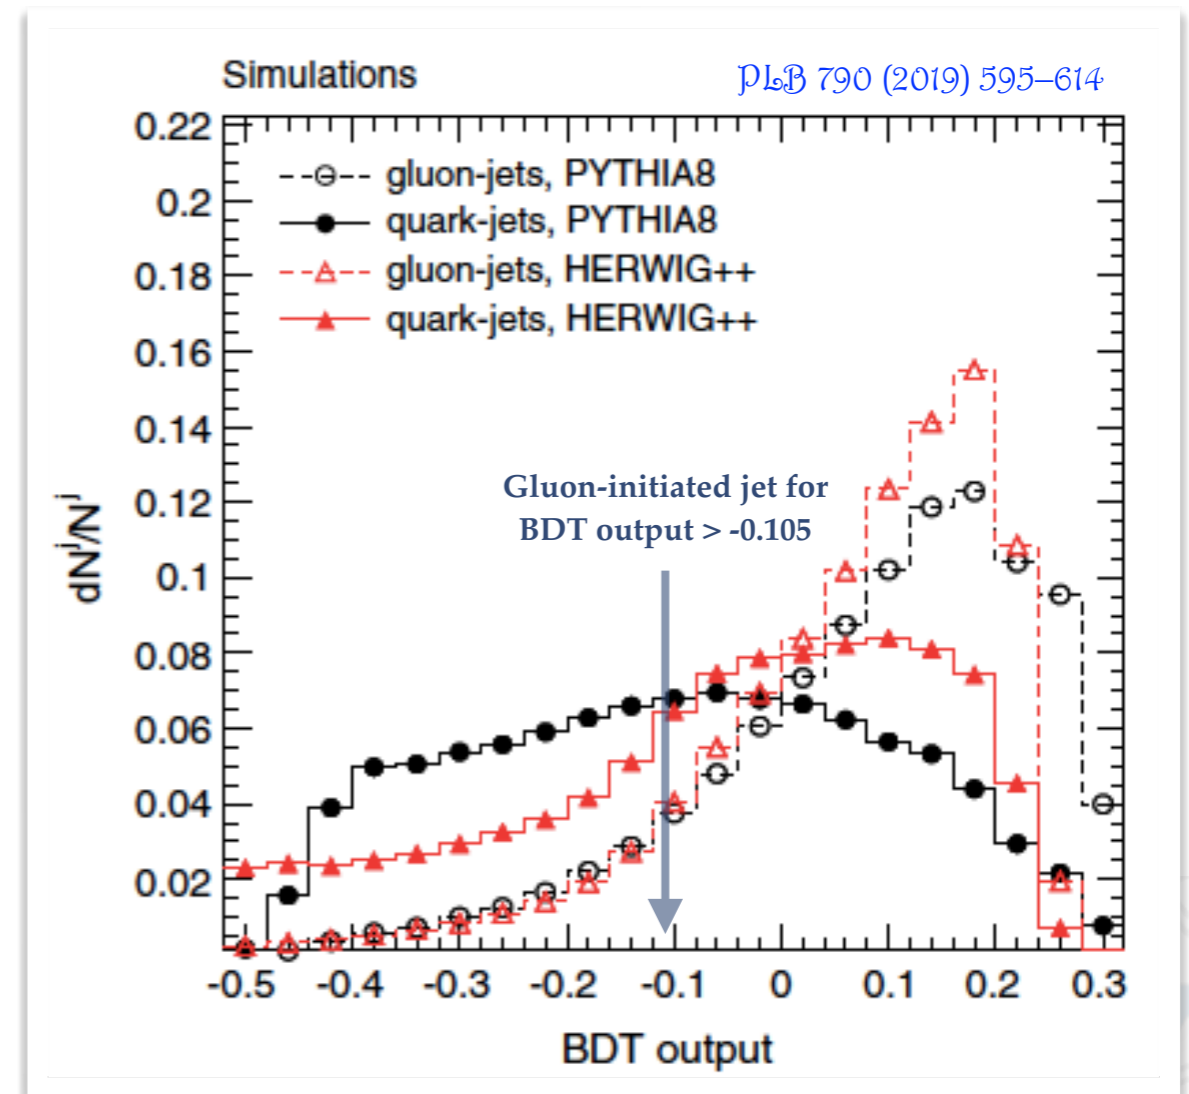 Simulations
PLB 790 (2019) 595–614
0.22
0.2
0.18
0.16
0.14
0.12
0.1
0.08
0.06
0.04
0.02
dN^j/N^j
gluon-jets, PYTHIA8
quark-jets, PYTHIA8
gluon-jets, HERWIG++
quark-jets, HERWIG++
Gluon-initiated jet for
BDT output > -0.105
-0.5 -0.4 -0.3 -0.2 -0.1 0 0.1 0.2 0.3
BDT output